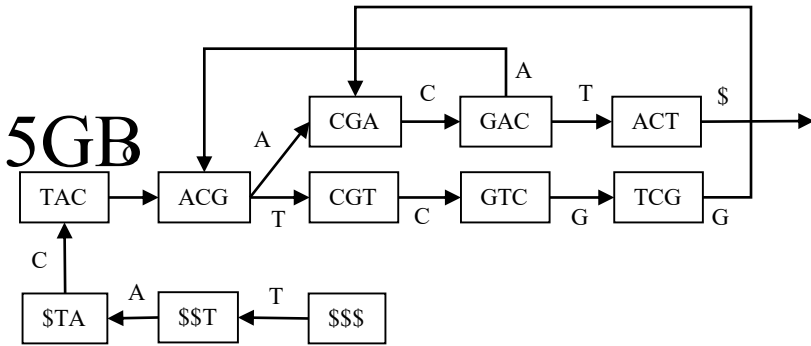 A
C T $
CGA GAC ACT
A
5GB
TAC ACG CGT GTC TCG
T C G G
C
A T
$TA $$T $$$